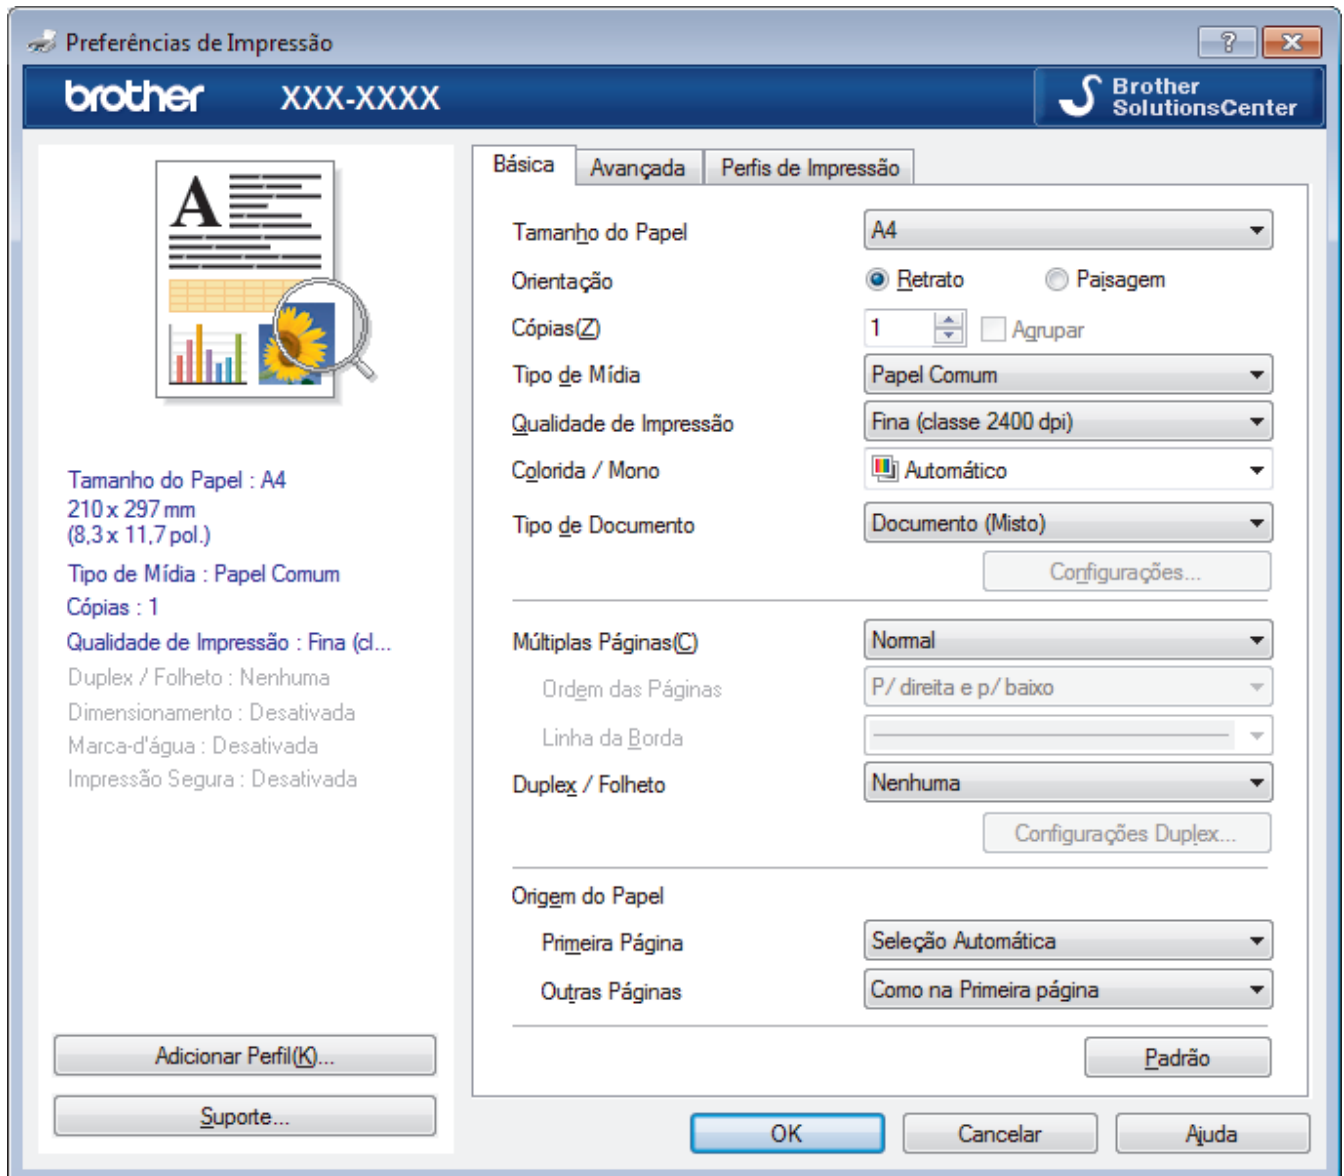 Preferências de Impressão
brother XXX-XXXX
Brother
SolutionsCenter
A
Tamanho do Papel : A4
210 x 297 mm
(8,3 x 11,7 pol.)
Tipo de Mídia : Papel Comum
Cópias : 1
Qualidade de Impressão : Fina (cl...
Duplex / Folheto : Nenhuma
Dimensionamento : Desativada
Marca-d'água : Desativada
Impressão Segura : Desativada
Adicionar Perfil(K)...
Suporte...
Básica Avançada Perfis de Impressão
Tamanho do Papel A4
Orientação Retrato Paisagem
Cópias(Z) 1 Agrupar
Tipo de Mídia Papel Comum
Qualidade de Impressão Fina (classe 2400 dpi)
Colorida / Mono Automático
Tipo de Documento Documento (Misto)
Configurações...
Múltiplas Páginas(C) Normal
Ordem das Páginas P/ direita e p/ baixo
Linha da Borda
Duplex / Folheto Nenhuma
Configurações Duplex...
Origem do Papel
Primeira Página Seleção Automática
Outras Páginas Como na Primeira página
Padrão
OK Cancelar Ajuda